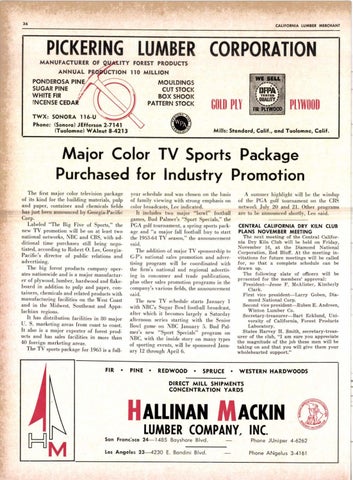 34
CALIFORNIA LUMBER MERCHANT
PICKERING LUMBER CORPORATION
MANUFACTURER OF QUALITY FOREST PRODUCTS
ANNUAL PRODUCTION 110 MILLION
PONDEROSA PINE
SUGAR PINE
WHITE FIR
INCENSE CEDAR
MOULDINGS
CUT STOCK
BOX SHOOK
PATTERN STOCK
WE SELL
DFPA
QUALITY
FIR PLYWOOD
GOLD PLY PLYWOOD
TWX: SONORA 116-U
Phone: (Sonora) JEfferson 2-7141
(Tuolumne) WAlnut 8-4213
WPA
Mills: Standard, Calif., and Tuolumne, Calif.
Major Color TV Sports Package
Purchased for Industry Promotion
The first major color television package
of its kind for the building materials, pulp
and paper, container and chemicals fields
has just been announced by Georgia-Pacific
Corp.
Labeled "The Big Five of Sports," the
new TV promotion will be on at least two
national networks, NBC and CBS, with additional
time purchases still being negotiated,
according to Robert O. Lee, Georgia-
Pacific's director of public relations and
advertising.
The big forest products company operates
nationwide and is a major manufacturer
of plywood, lumber, hardwood and flakeboard
in addition to pulp and paper, containers,
chemicals and related products with
manufacturing facilities on the West Coast
and in the Midwest, Southeast and Appalachian
regions.
It has distribution facilities in 80 major
U. S. marketing areas from coast to coast.
It also is a major exporter of forest products
and has sales facilities in more than
40 foreign marketing areas.
The TV sports package for 1963 is a full-
year schedule and was chosen on the basis
of family viewing with strong emphasis on
color broadcasts, Lee indicated.
It includes two major "bowl" football
games, Bud Palmer's "Sport Specials," the
PGA golf tournament, a spring sports package
and "a major fall football buy to start
the 1963-64 TV season," the announcement
said.
The addition of major TV sponsorship to
G-P's national sales promotion and advertising
program will be coordinated with
the firm's national and regional advertising
in consumer and trade publications,
plus other sales promotion programs in the
company's various fields, the announcement
said.
The new TV schedule starts January 1
with NBC's Sugar Bowl football broadcast,
after which it becomes largely a Saturday
afternoon series starting with the Senior
Bowl game on NBC January 5. Bud Palmer's
new "Sport Specials" program on
NBC, with the inside story on many types
of sporting events, will be sponsored January
12 through April 6.
A summer highlight will be the windup
of the PGA golf tournament on the CBS
network July 20 and 21. Other programs
are to be announced shortly, Lee said.
CENTRAL CALIFORNIA DRY KILN CLUB
PLANS NOVEMBER MEETING
The next meeting of the Central California
Dry Kiln Club will be held on Friday,
November 16, at the Diamond National
Corporation, Red Bluff. At the meeting, invitations
for future meetings will be called
for, so that a complete schedule can be
drawn up.
The following slate of officers will be
presented for the members' approval:
President—Jesse F. McAlister, Kimberly
Clark.
First vice president—Larry Golsen, Diamond
National Corp.
Second vice president—Ruben E. Andrews
Winton Lumber Co.
Secretary-treasurer—Bart Ecklund, University
of California, Forest Products
Laboratory.
States Harvey H. Smith, secretary-treasurer
of the club, "I am sure you appreciate
the magnitude of the job these men will be
taking on and that you will give them your
wholehearted support."
FIR • PINE • REDWOOD • SPRUCE • WESTERN HARDWOODS
DIRECT MILL SHIPMENTS
CONCENTRATION YARDS
HALLINAN MACKIN
LUMBER COMPANY, INC.
HM
San Francisco 24—1485 Bayshore Blvd. — Phone JUniper 4-6262
Los Angeles 23—4230 E. Bandini Blvd. — Phone ANgelus 3-4161